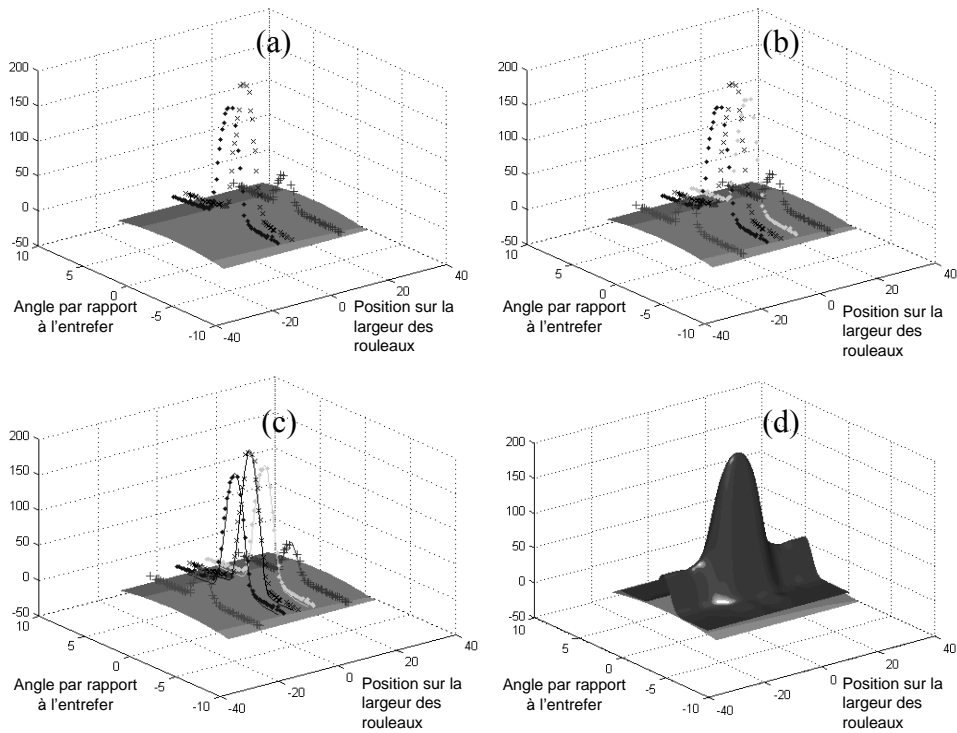 (a)
200
150
100
50
0
-50
10
5
0
-5
-10
-40
-20
0
20
40
Angle par rapport
à l'entrefer
Position sur la
largeur des
rouleaux
(b)
200
150
100
50
0
-50
10
5
0
-5
-10
-40
-20
0
20
40
Angle par rapport
à l'entrefer
Position sur la
largeur des
rouleaux
(c)
200
150
100
50
0
-50
10
5
0
-5
-10
-40
-20
0
20
40
Angle par rapport
à l'entrefer
Position sur la
largeur des
rouleaux
(d)
200
150
100
50
0
-50
10
5
0
-5
-10
-40
-20
0
20
40
Angle par rapport
à l'entrefer
Position sur la
largeur des
rouleaux